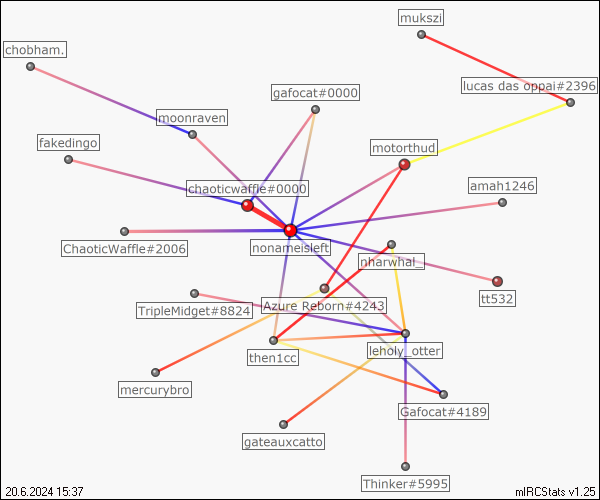 mukszi
chobham.
lucas das oppai#2396
gafocat#0000
moonraven
fakedingo
motorthud
chaoticwaffle#0000
amah1246
ChaoticWaffle#2006
nonameisleft
nharwhal_
tt532
Azure Reborn#4243
TripleMidget#8824
leholy_otter
then1cc
mercurybro
Gafocat#4189
gateauxcatto
Thinker#5995
20.6.2024 15:37
mIRCStats v1.25